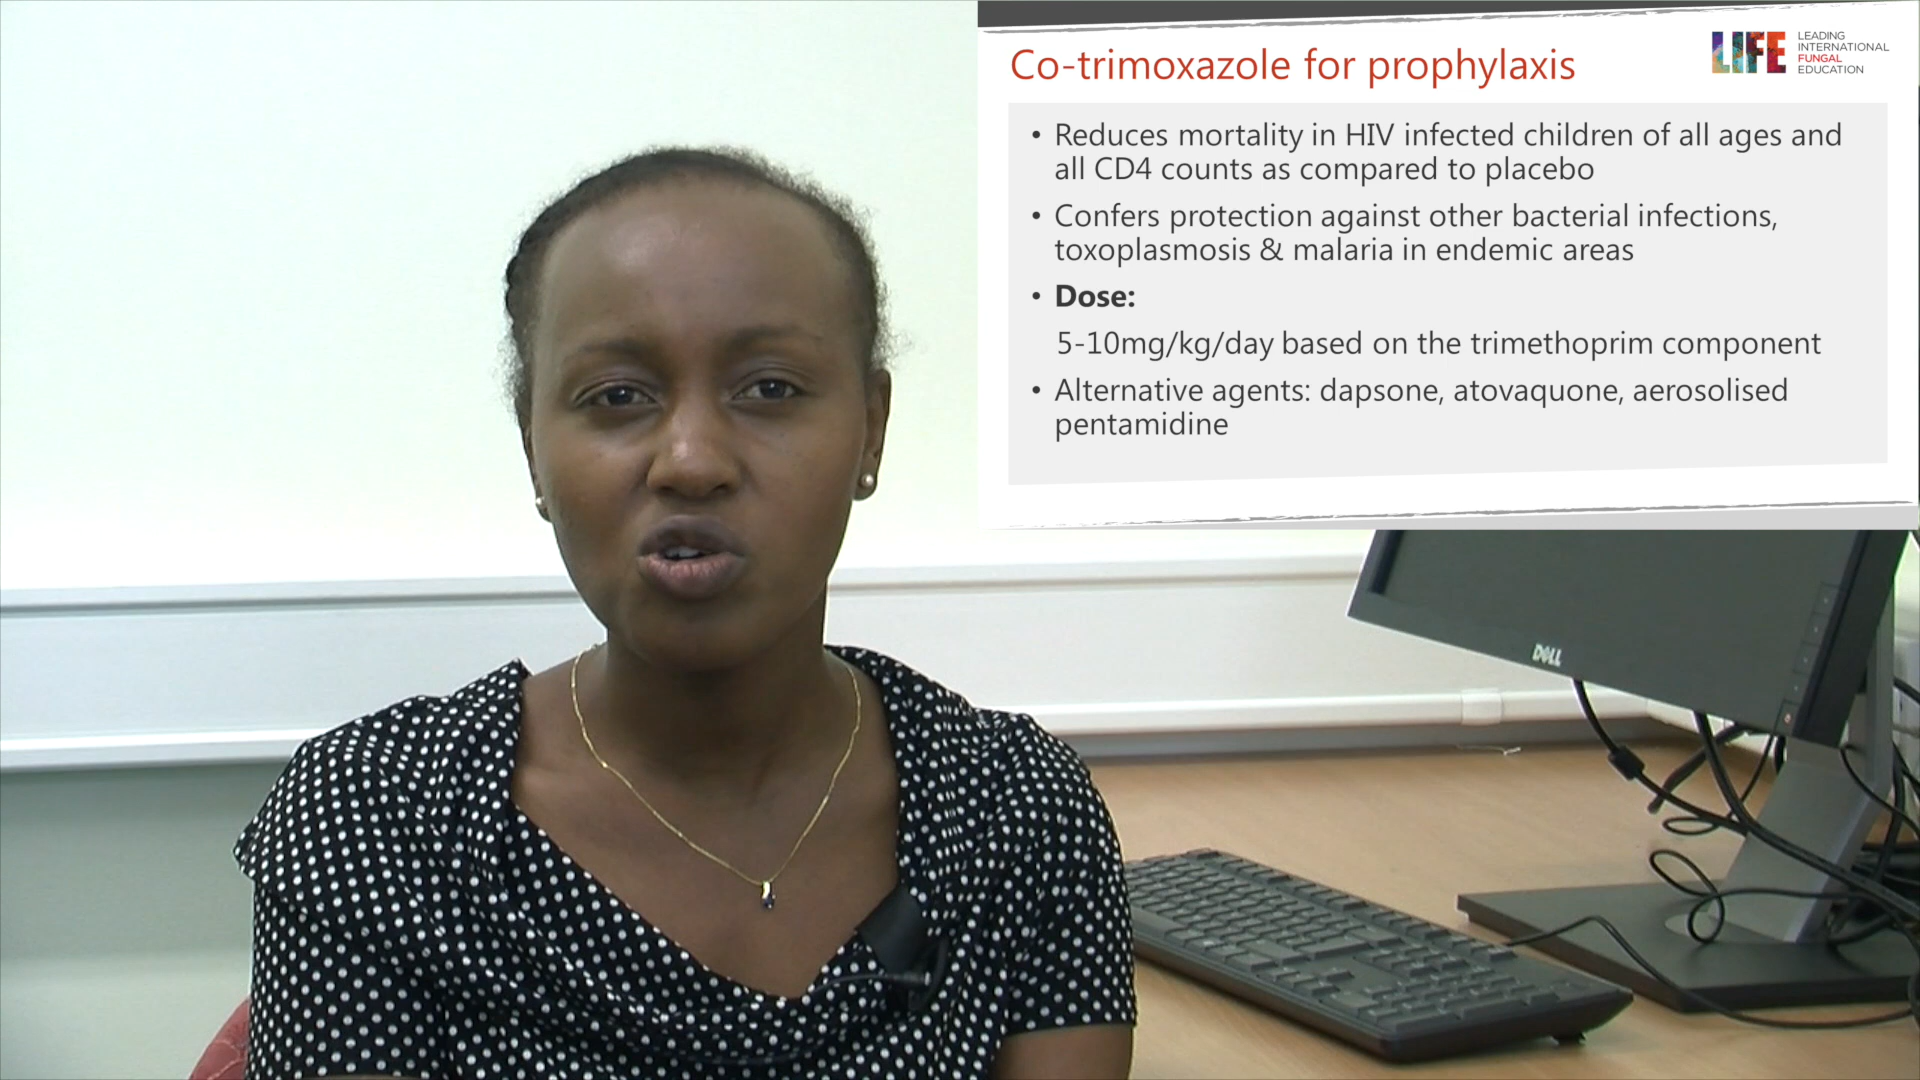 Co-trimoxazole for prophylaxis
LIFE
LEADING
INTERNATIONAL
FUNGAL
EDUCATION
• Reduces mortality in HIV infected children of all ages and
all CD4 counts as compared to placebo
• Confers protection against other bacterial infections,
toxoplasmosis & malaria in endemic areas
• Dose:
5-10mg/kg/day based on the trimethoprim component
• Alternative agents: dapsone, atovaquone, aerosolised
pentamidine
DELL